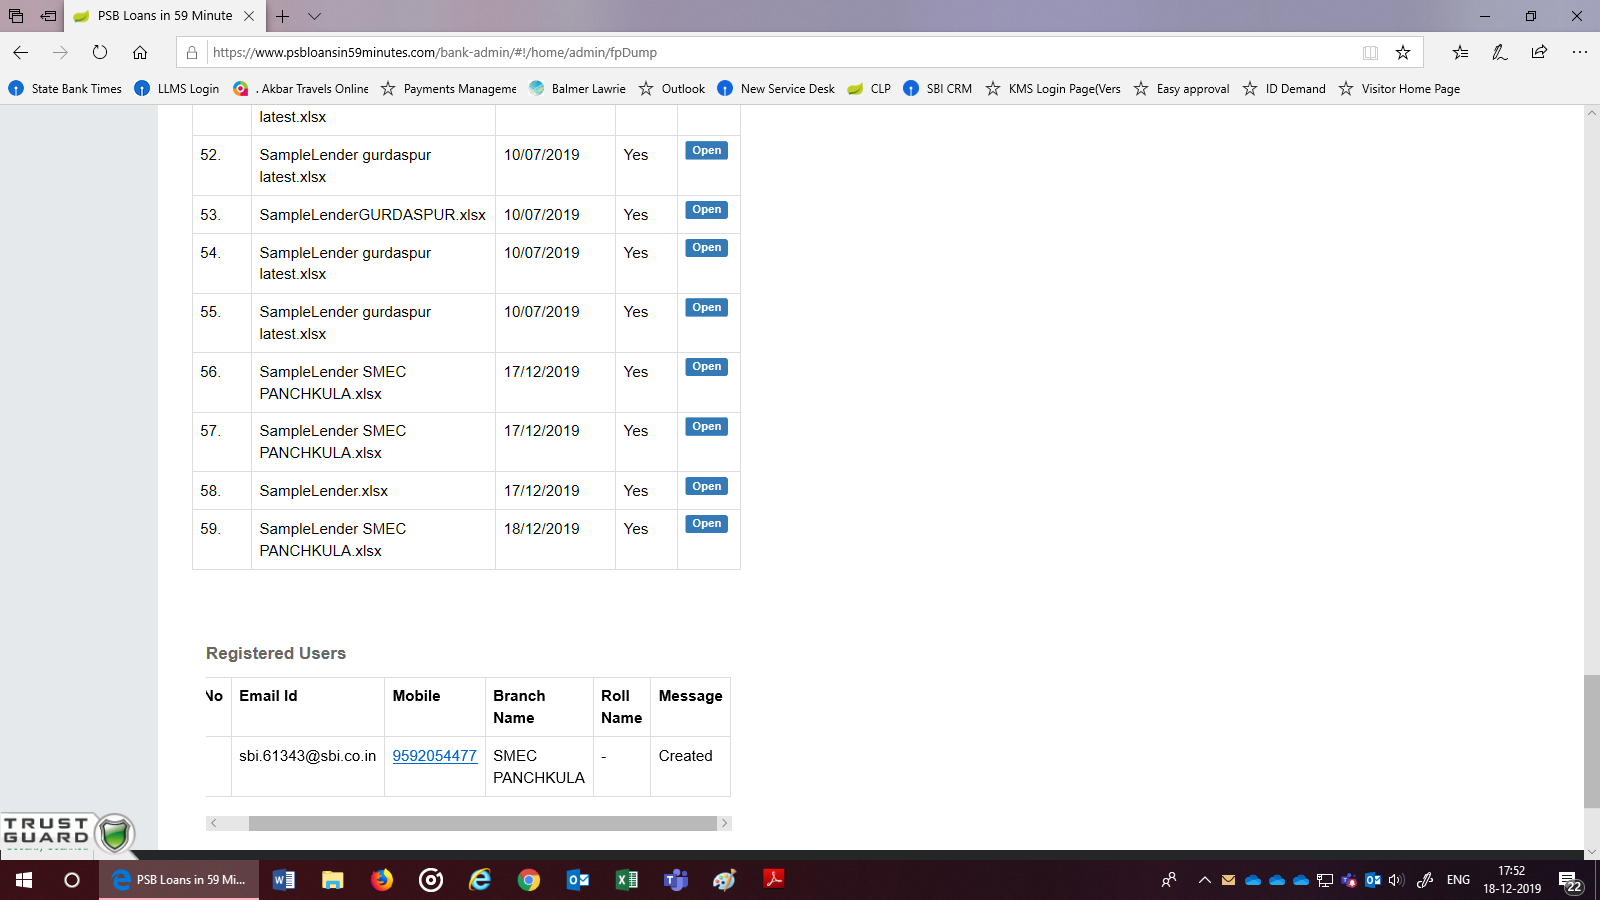 PSB Loans in 59 Minute
https://www.psbloansin59minutes.com/bank-admin/#!/home/admin/fpDump
State Bank Times LLMS Login . Akbar Travels Online Payments Manageme Balmer Lawrie Outlook New Service Desk CLP SBI CRM KMS Login Page(Vers Easy approval ID Demand Visitor Home Page
latest.xlsx
52. SampleLender gurdaspur 10/07/2019 Yes Open
latest.xlsx
53. SampleLenderGURDASPUR.xlsx 10/07/2019 Yes Open
54. SampleLender gurdaspur 10/07/2019 Yes Open
latest.xlsx
55. SampleLender gurdaspur 10/07/2019 Yes Open
latest.xlsx
56. SampleLender SMEC 17/12/2019 Yes Open
PANCHKULA.xlsx
57. SampleLender SMEC 17/12/2019 Yes Open
PANCHKULA.xlsx
58. SampleLender.xlsx 17/12/2019 Yes Open
59. SampleLender SMEC 18/12/2019 Yes Open
PANCHKULA.xlsx
Registered Users
No Email Id Mobile Branch Roll Message
Name Name
sbi.61343@sbi.co.in 9592054477 SMEC - Created
PANCHKULA
TRUST
GUARD
PSB Loans in 59 Mi...
ENG
17:52
18-12-2019
22